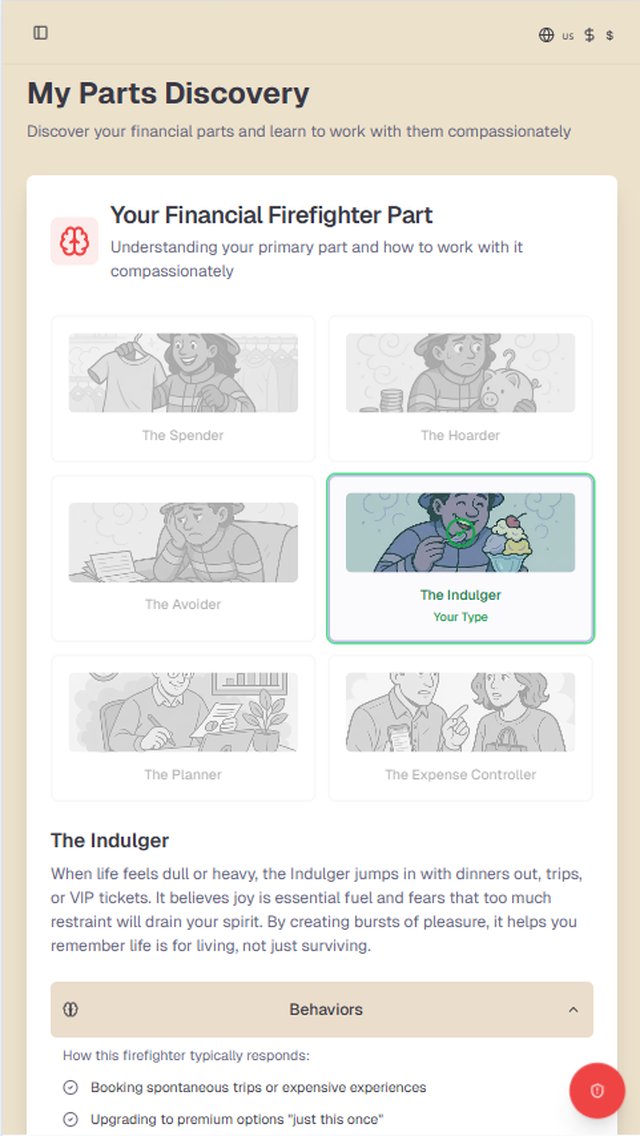 us $ $
My Parts Discovery
Discover your financial parts and learn to work with them compassionately
Your Financial Firefighter Part
Understanding your primary part and how to work with it
compassionately
The Spender
The Hoarder
The Avoider
The Indulger
Your Type
The Planner
The Expense Controller
The Indulger
When life feels dull or heavy, the Indulger jumps in with dinners out, trips,
or VIP tickets. It believes joy is essential fuel and fears that too much
restraint will drain your spirit. By creating bursts of pleasure, it helps you
remember life is for living, not just surviving.
Behaviors
How this firefighter typically responds:
Booking spontaneous trips or expensive experiences
Upgrading to premium options "just this once"